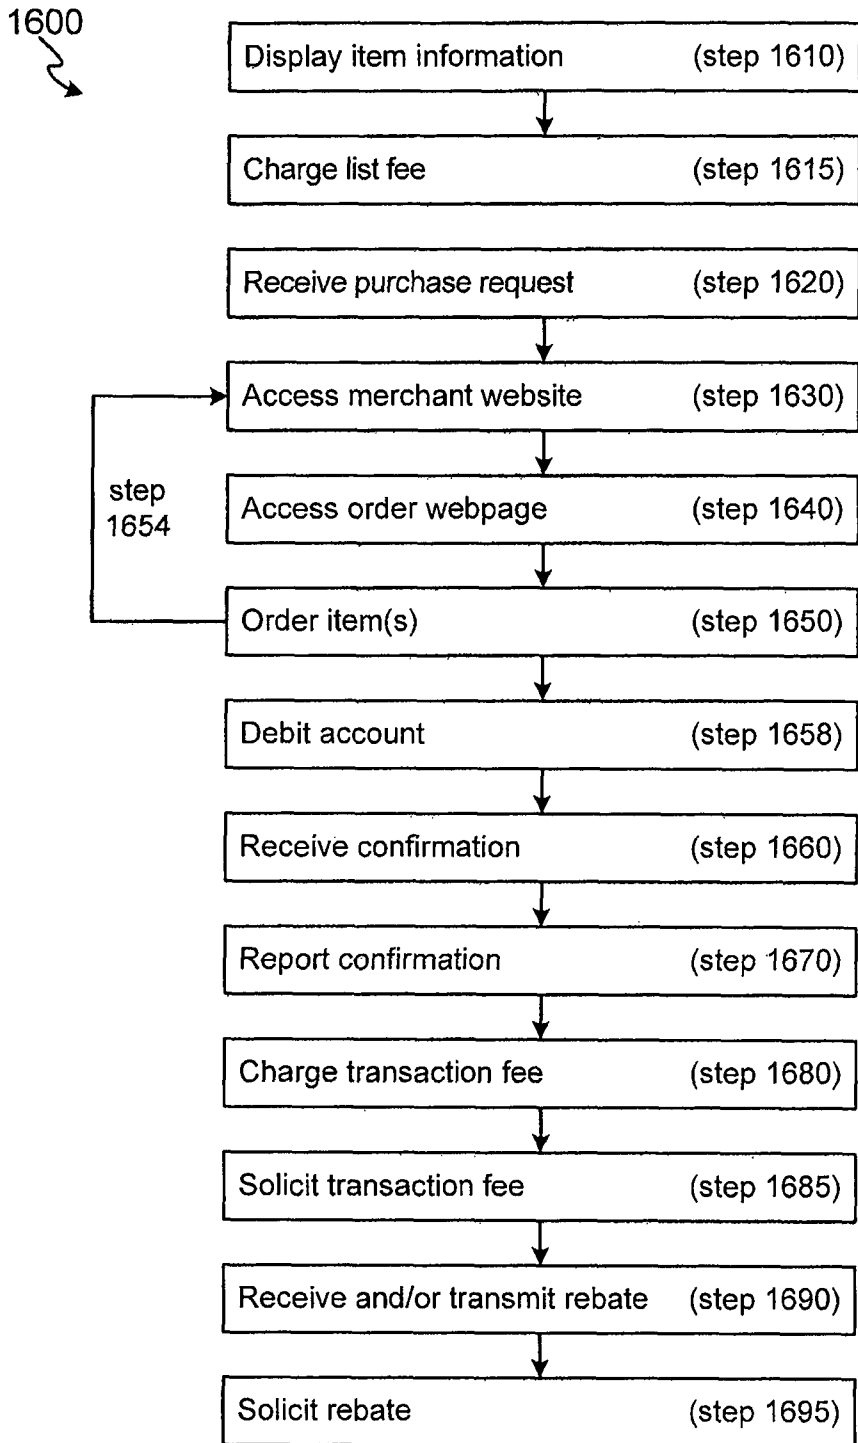 1600
Display item information (step 1610)
Charge list fee (step 1615)
Receive purchase request (step 1620)
Access merchant website (step 1630)
step
1654
Access order webpage (step 1640)
Order item(s) (step 1650)
Debit account (step 1658)
Receive confirmation (step 1660)
Report confirmation (step 1670)
Charge transaction fee (step 1680)
Solicit transaction fee (step 1685)
Receive and/or transmit rebate (step 1690)
Solicit rebate (step 1695)